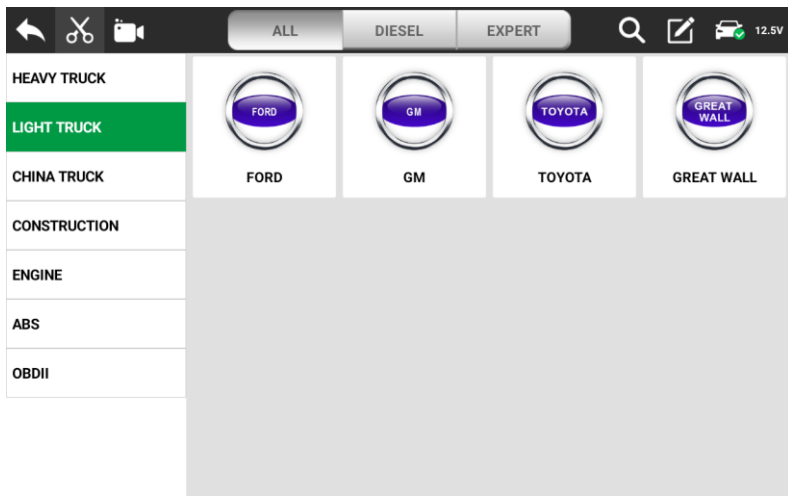 ALL
DIESEL
EXPERT
12.5V
HEAVY TRUCK
LIGHT TRUCK
CHINA TRUCK
CONSTRUCTION
ENGINE
ABS
OBDII
FORD
GM
TOYOTA
GREAT
WALL
FORD
GM
TOYOTA
GREAT WALL